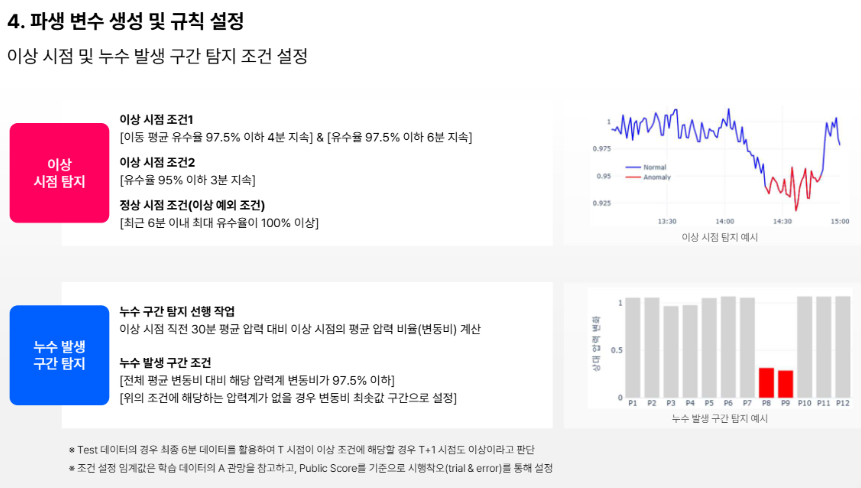 4. 파생 변수 생성 및 규칙 설정
이상 시점 및 누수 발생 구간 탐지 조건 설정
이상
시점 탐지
이상 시점 조건1
[이동 평균 유수율 97.5% 이하 4분 지속] & [유수율 97.5% 이하 6분 지속]
이상 시점 조건2
[유수율 95% 이하 3분 지속]
정상 시점 조건(이상 예외 조건)
[최근 6분 이내 최대 유수율이 100% 이상]
1
0.975
0.95
0.925
Normal
Anomaly
13:30 14:00 14:30 15:00
이상 시점 탐지 예시
누수 발생
구간 탐지
누수 구간 탐지 선행 작업
이상 시점 직전 30분 평균 압력 대비 이상 시점의 평균 압력 비율(변동비) 계산
누수 발생 구간 조건
[전체 평균 변동비 대비 해당 압력계 변동비가 97.5% 이하]
[위의 조건에 해당하는 압력계가 없을 경우 변동비 최솟값 구간으로 설정]
상대 압력 변화
1
0.5
0
P1 P2 P3 P4 P5 P6 P7 P8 P9 P10 P11 P12
누수 발생 구간 탐지 예시
※ Test 데이터의 경우 최종 6분 데이터를 활용하여 T 시점이 이상 조건에 해당할 경우 T+1 시점도 이상이라고 판단
※ 조건 설정 임계값은 학습 데이터의 A 관망을 참고하고, Public Score를 기준으로 시행착오(trial & error)를 통해 설정